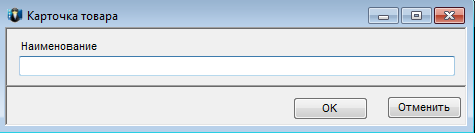 Карточка товара
Наименование
OK
Отменить